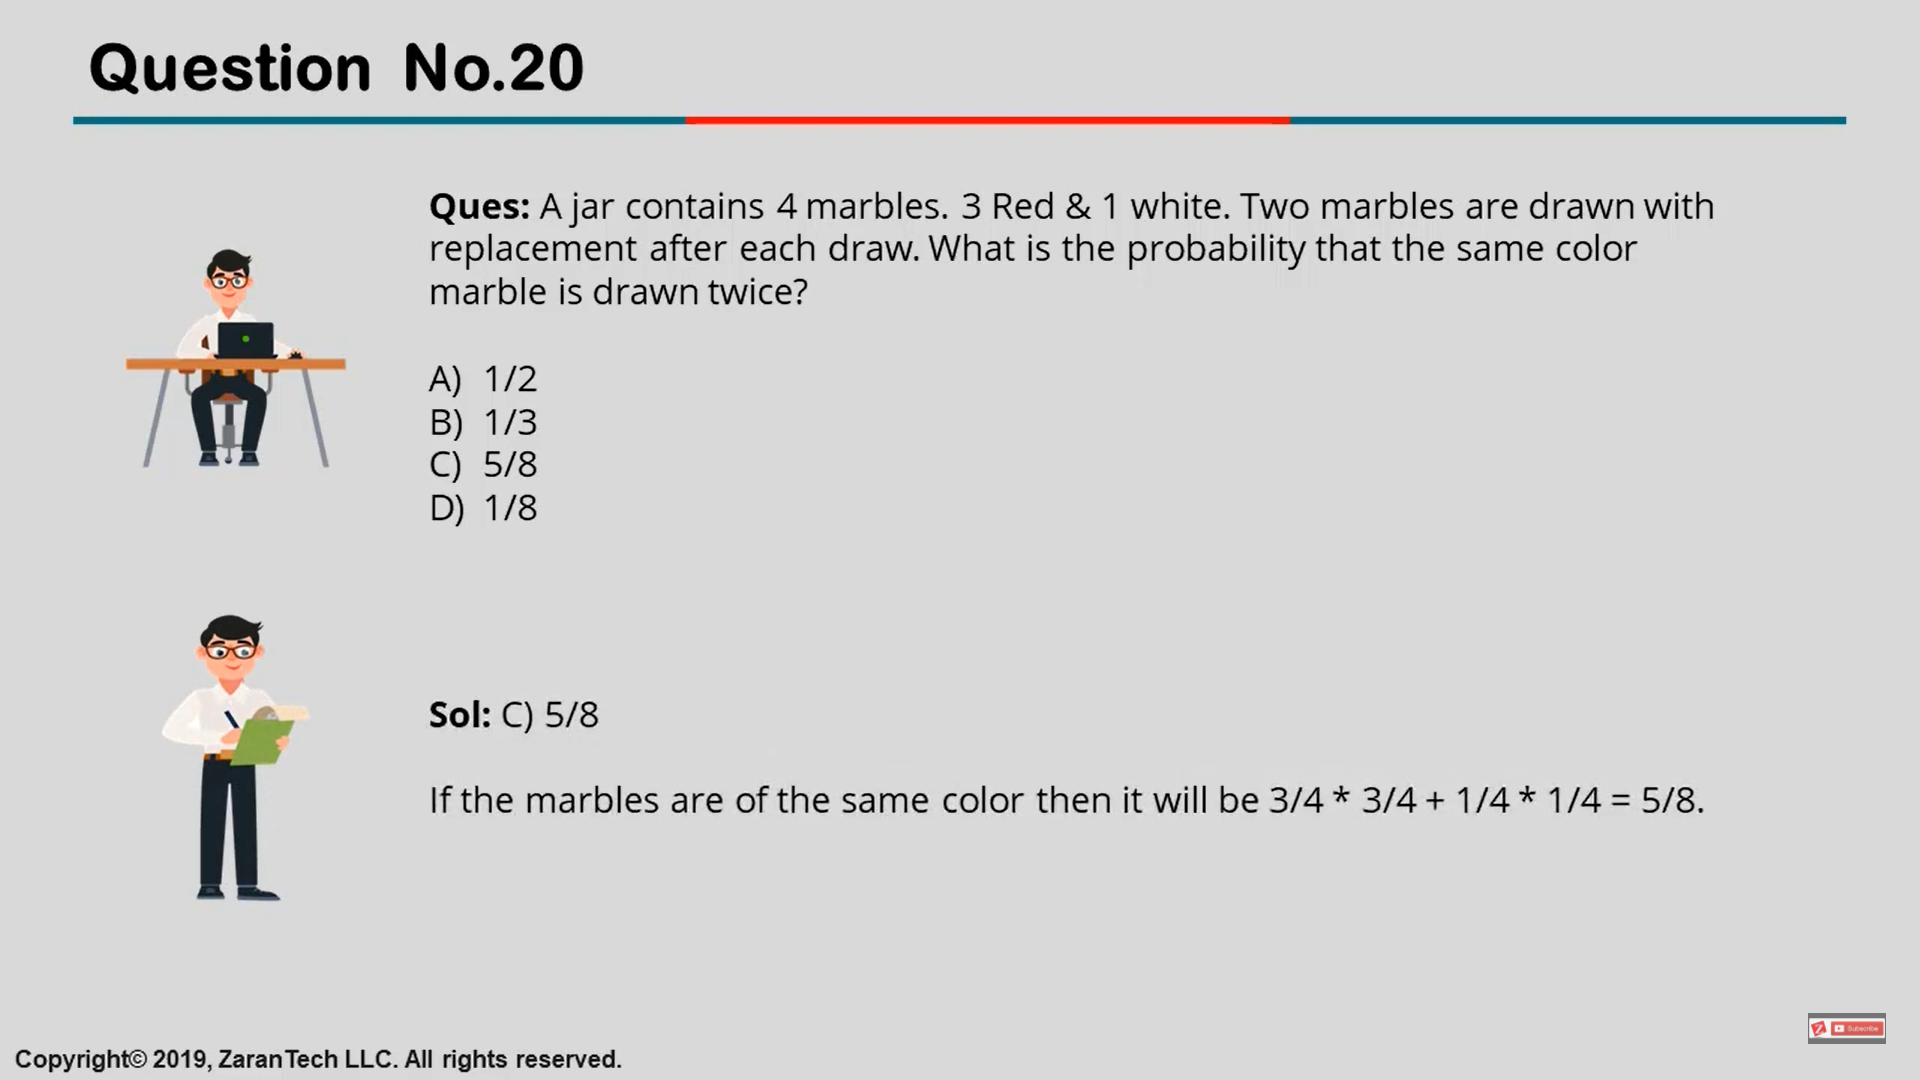 Question No.20
Ques: A jar contains 4 marbles. 3 Red & 1 white. Two marbles are drawn with
replacement after each draw. What is the probability that the same color
marble is drawn twice?
A) 1/2
B) 1/3
C) 5/8
D) 1/8
Sol: C) 5/8
If the marbles are of the same color then it will be 3/4 * 3/4 + 1/4 * 1/4 = 5/8.
Subscribe
Copyright© 2019, ZaranTech LLC. All rights reserved.